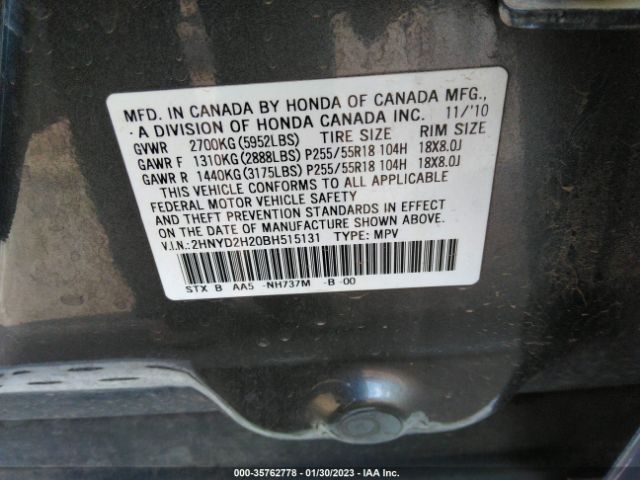 MFD. IN CANADA BY HONDA OF CANADA MFG.,
A DIVISION OF HONDA CANADA INC. 11/'10
GVWR 2700KG(5952LBS) TIRE SIZE RIM SIZE
GAWR F 1310KG(2888LBS) P255/55R18 104H 18X8.0J
GAWR R 1440KG(3175LBS) P255/55R18 104H 18X8.0J
THIS VEHICLE CONFORMS TO ALL APPLICABLE
FEDERAL MOTOR VEHICLE SAFETY
AND THEFT PREVENTION STANDARDS IN EFFECT
ON THE DATE OF MANUFACTURE SHOWN ABOVE.
V.I.N.: 2HNYD2H20BH515131 TYPE: MPV
STX B AA5 -NH737M -B -00
000-35762778 - 01/30/2023 - IAA Inc.